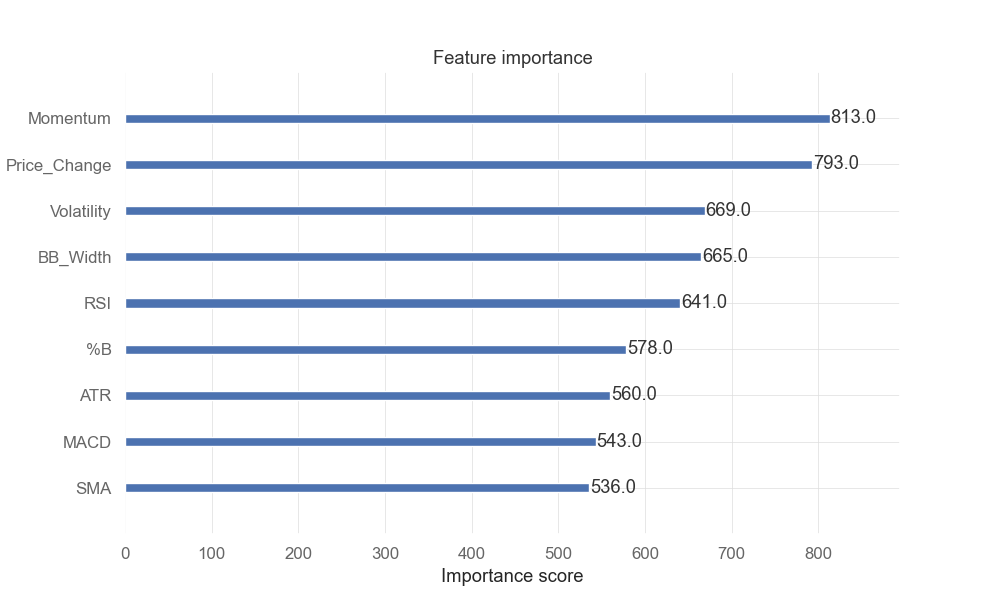 Feature importance
Momentum 813.0
Price_Change 793.0
Volatility 669.0
BB_Width 665.0
RSI 641.0
%B 578.0
ATR 560.0
MACD 543.0
SMA 536.0
0 100 200 300 400 500 600 700 800
Importance score